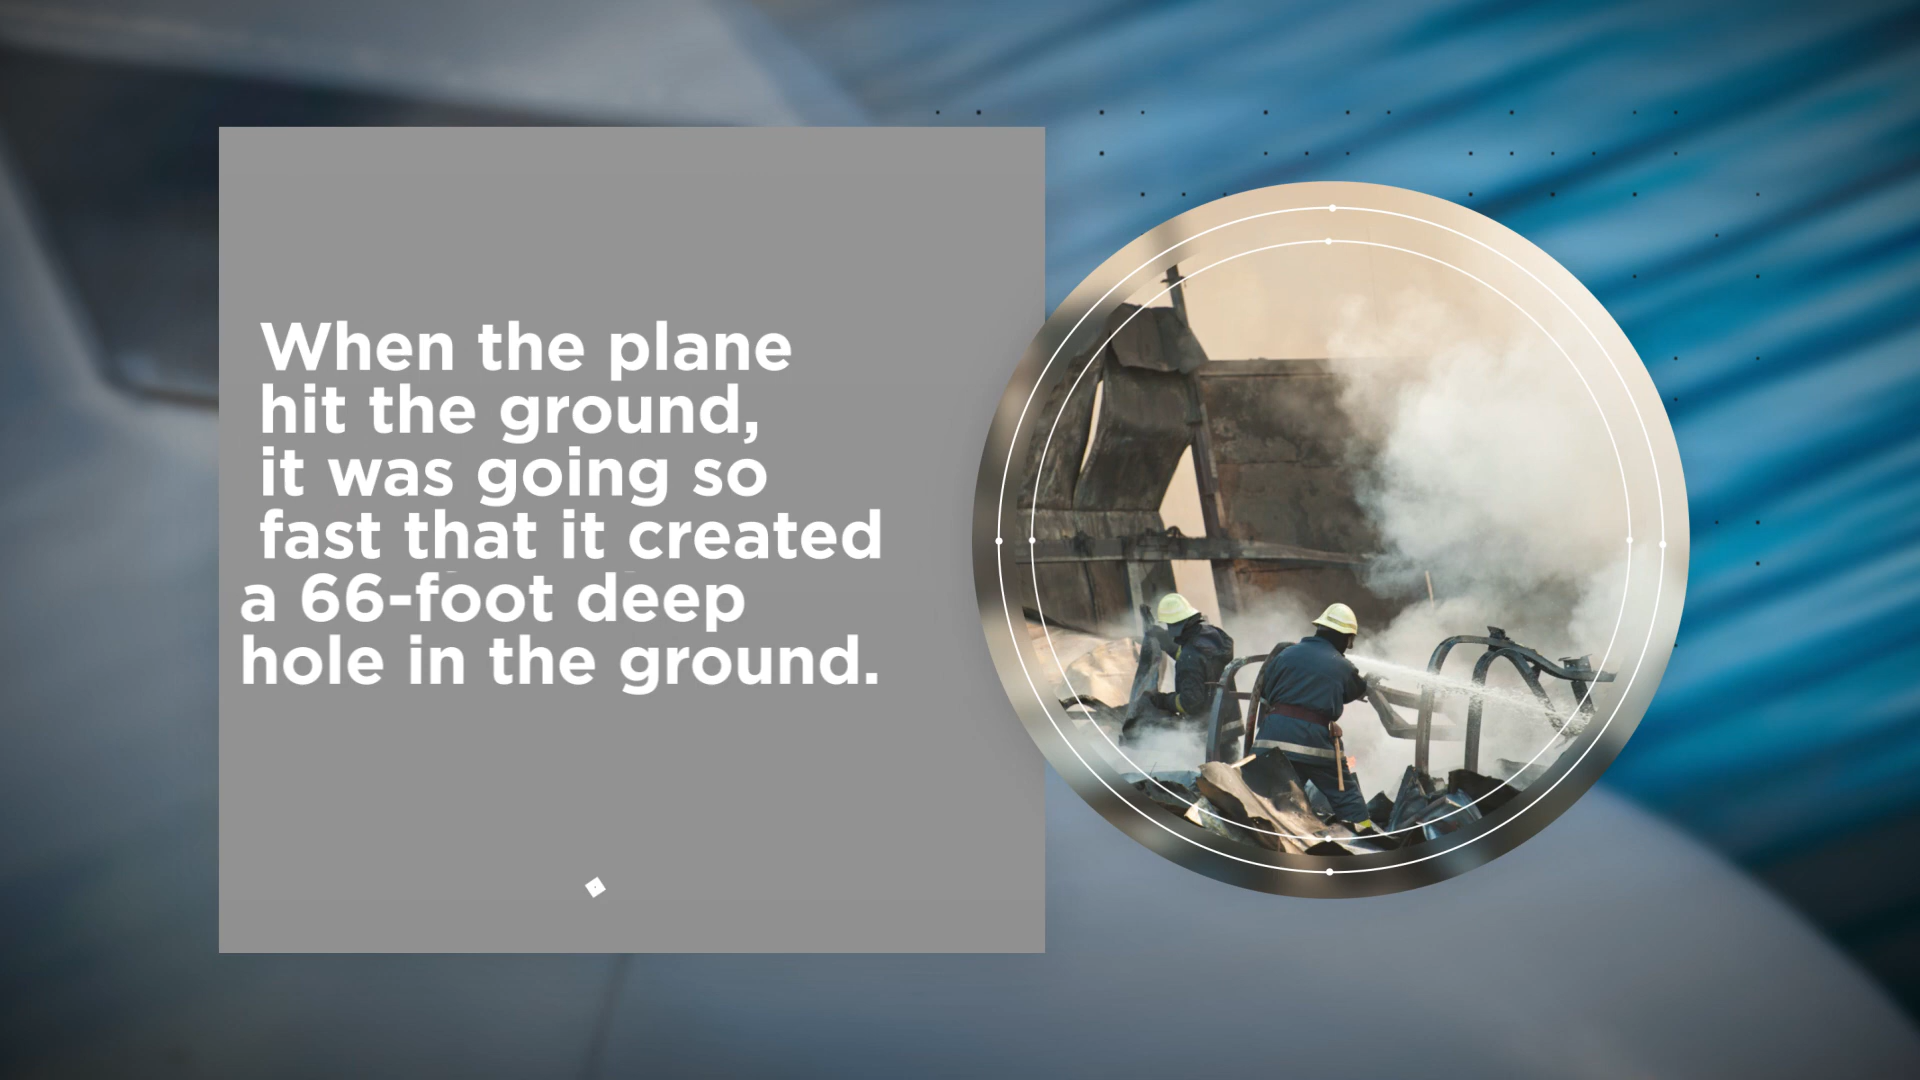 When the plane
hit the ground,
it was going so
fast that it created
a 66-foot deep
hole in the ground.